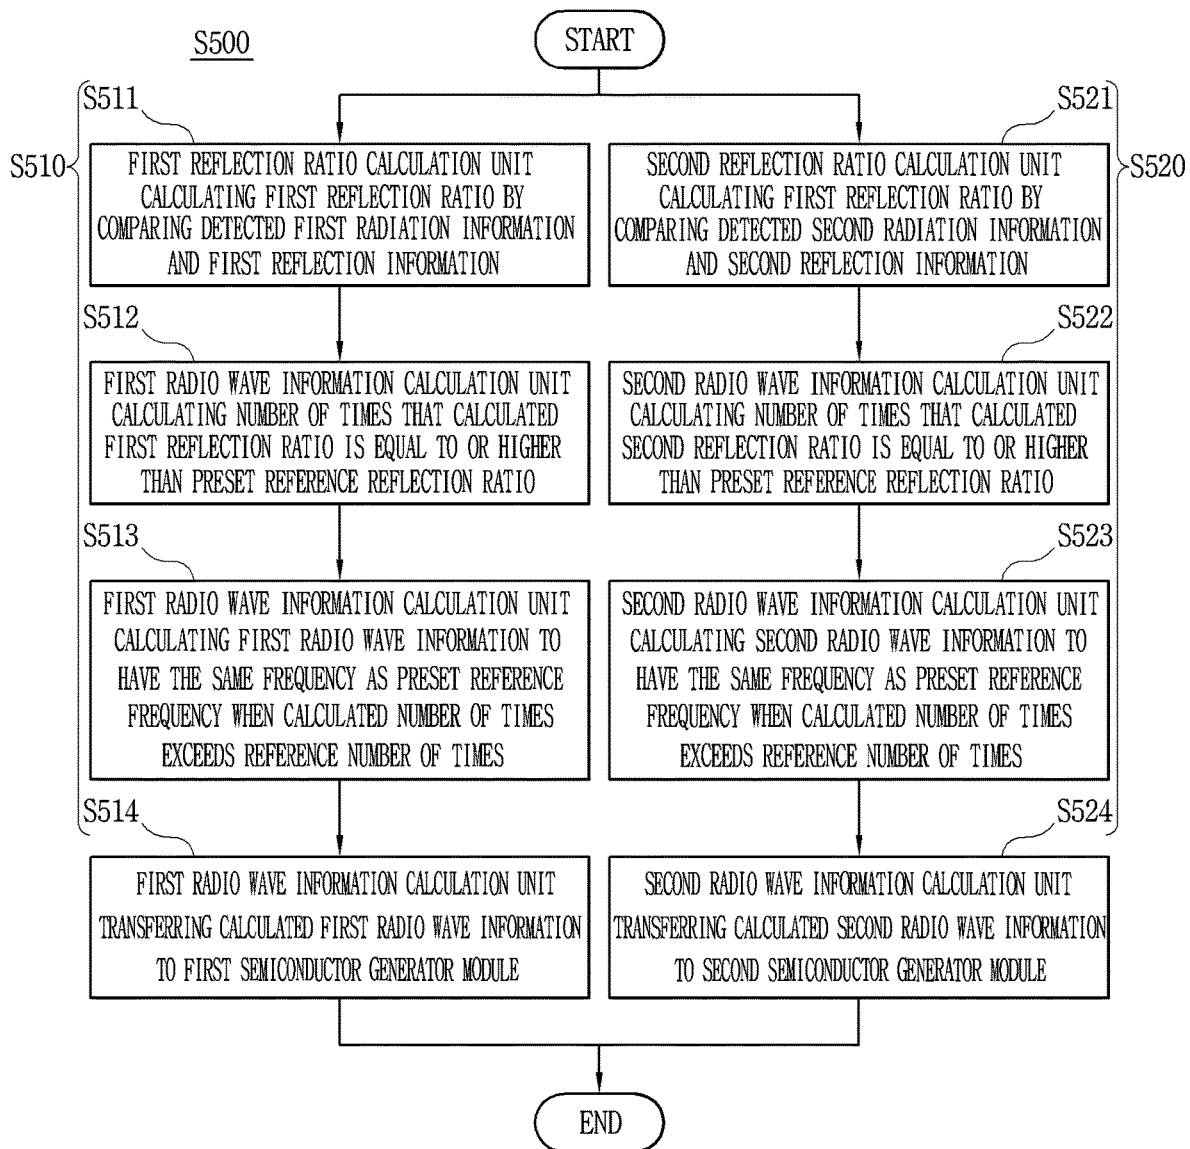 S500
START
S510
S511
FIRST REFLECTION RATIO CALCULATION UNIT
CALCULATING FIRST REFLECTION RATIO BY
COMPARING DETECTED FIRST RADIATION INFORMATION
AND FIRST REFLECTION INFORMATION
S512
FIRST RADIO WAVE INFORMATION CALCULATION UNIT
CALCULATING NUMBER OF TIMES THAT CALCULATED
FIRST REFLECTION RATIO IS EQUAL TO OR HIGHER
THAN PRESET REFERENCE REFLECTION RATIO
S513
FIRST RADIO WAVE INFORMATION CALCULATION UNIT
CALCULATING FIRST RADIO WAVE INFORMATION TO
HAVE THE SAME FREQUENCY AS PRESET REFERENCE
FREQUENCY WHEN CALCULATED NUMBER OF TIMES
EXCEEDS REFERENCE NUMBER OF TIMES
S514
FIRST RADIO WAVE INFORMATION CALCULATION UNIT
TRANSFERRING CALCULATED FIRST RADIO WAVE INFORMATION
TO FIRST SEMICONDUCTOR GENERATOR MODULE
S520
S521
SECOND REFLECTION RATIO CALCULATION UNIT
CALCULATING FIRST REFLECTION RATIO BY
COMPARING DETECTED SECOND RADIATION INFORMATION
AND SECOND REFLECTION INFORMATION
S522
SECOND RADIO WAVE INFORMATION CALCULATION UNIT
CALCULATING NUMBER OF TIMES THAT CALCULATED
SECOND REFLECTION RATIO IS EQUAL TO OR HIGHER
THAN PRESET REFERENCE REFLECTION RATIO
S523
SECOND RADIO WAVE INFORMATION CALCULATION UNIT
CALCULATING SECOND RADIO WAVE INFORMATION TO
HAVE THE SAME FREQUENCY AS PRESET REFERENCE
FREQUENCY WHEN CALCULATED NUMBER OF TIMES
EXCEEDS REFERENCE NUMBER OF TIMES
S524
SECOND RADIO WAVE INFORMATION CALCULATION UNIT
TRANSFERRING CALCULATED SECOND RADIO WAVE INFORMATION
TO SECOND SEMICONDUCTOR GENERATOR MODULE
END